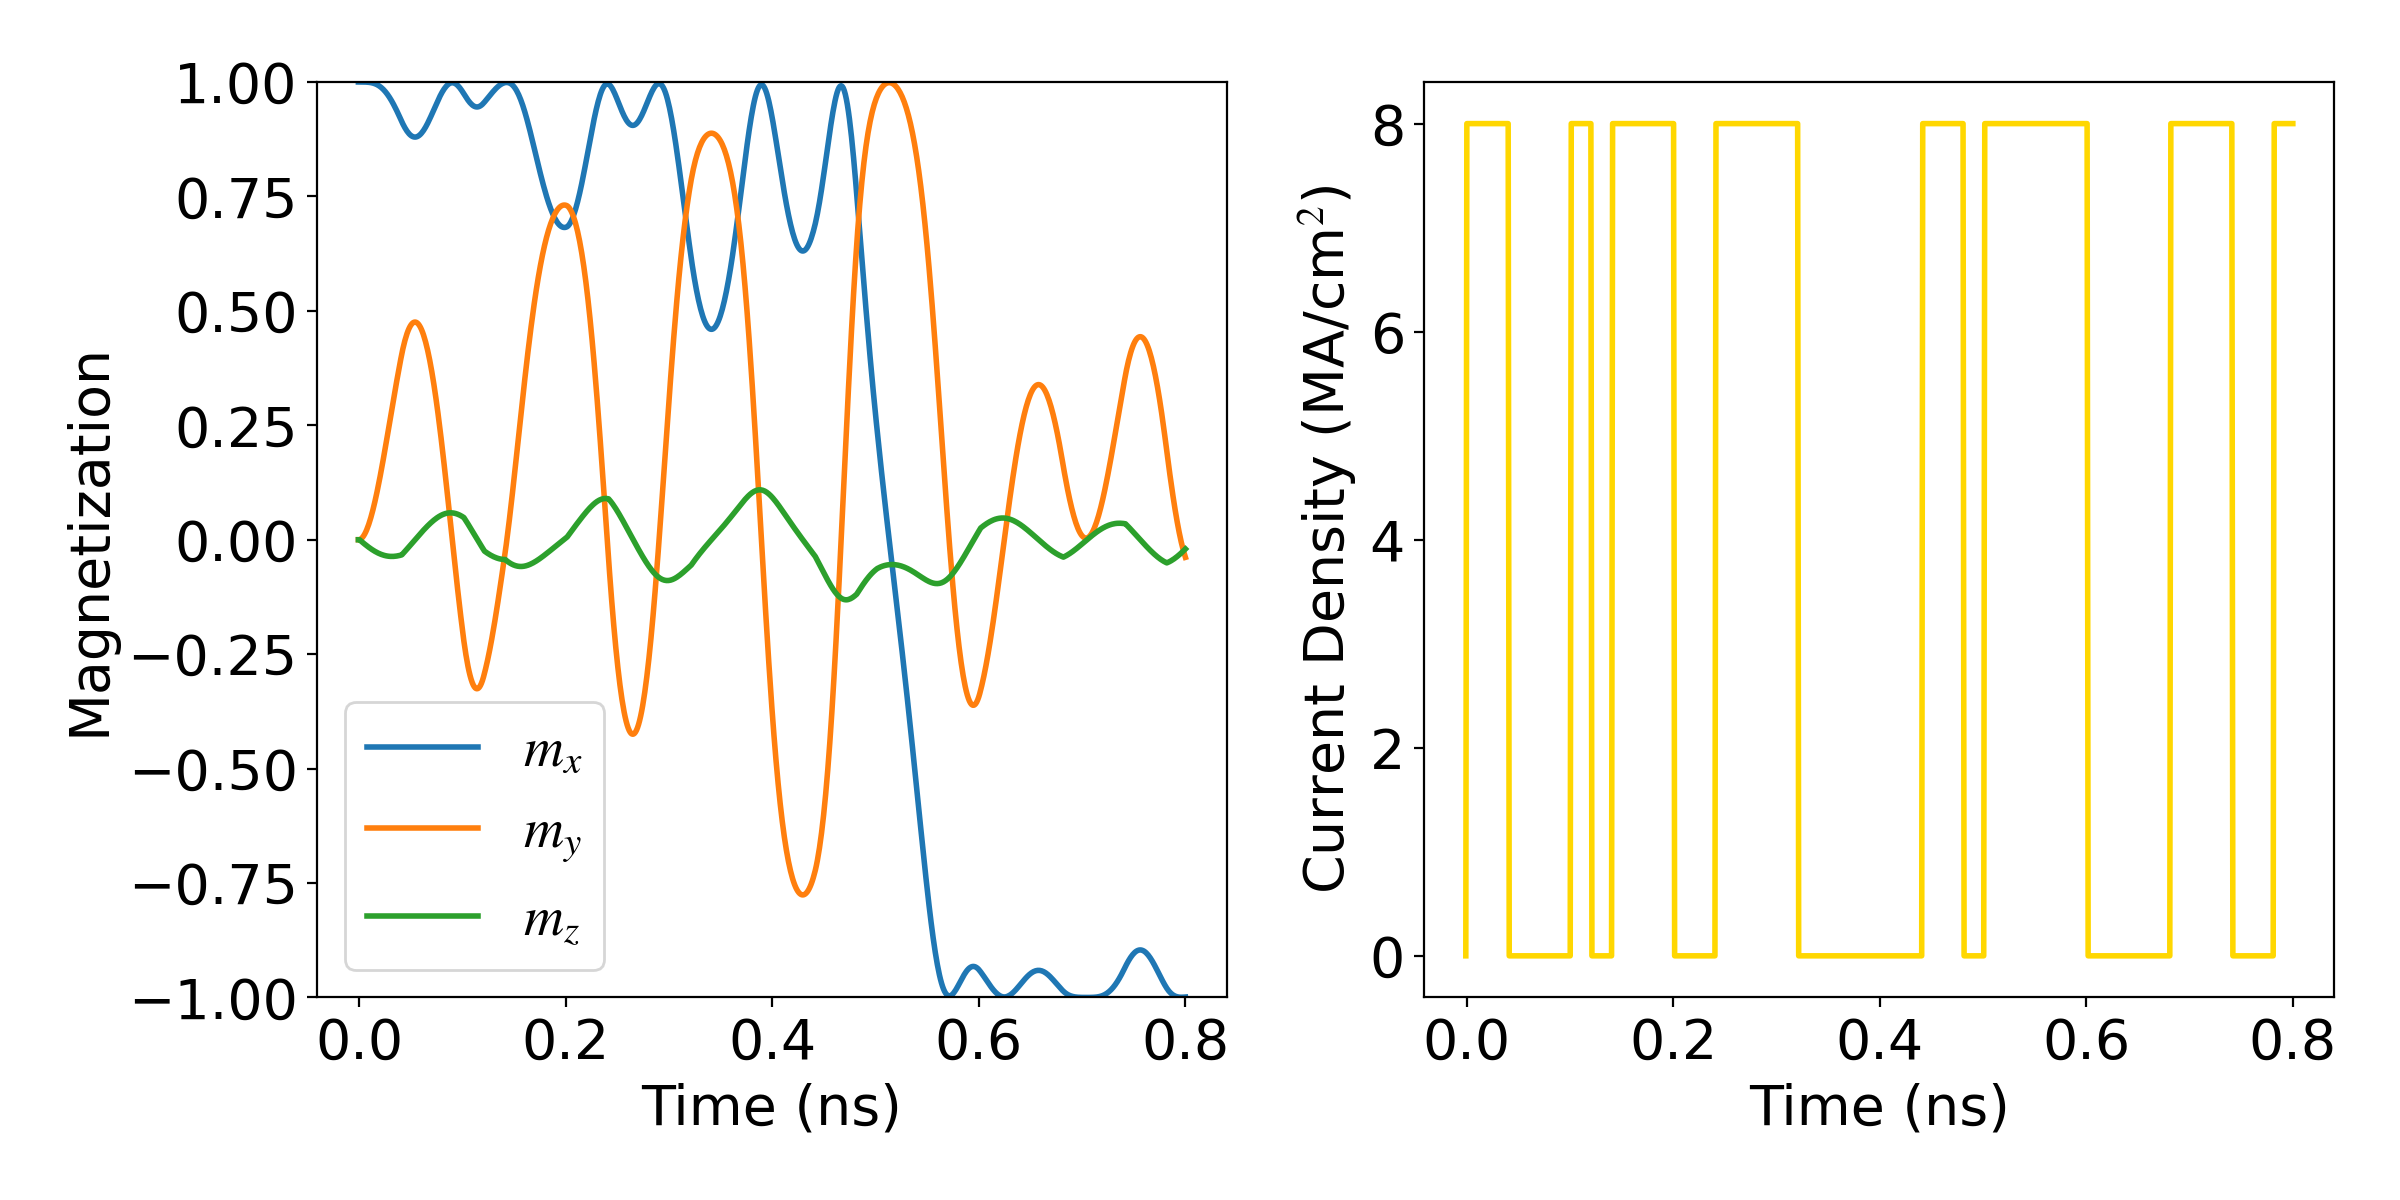 1.00
0.75
0.50
0.25
0.00
−0.25
−0.50
−0.75
−1.00
Magnetization
m_x
m_y
m_z
0.0 0.2 0.4 0.6 0.8
Time (ns)
8
6
4
2
0
Current Density (MA/cm²)
0.0 0.2 0.4 0.6 0.8
Time (ns)